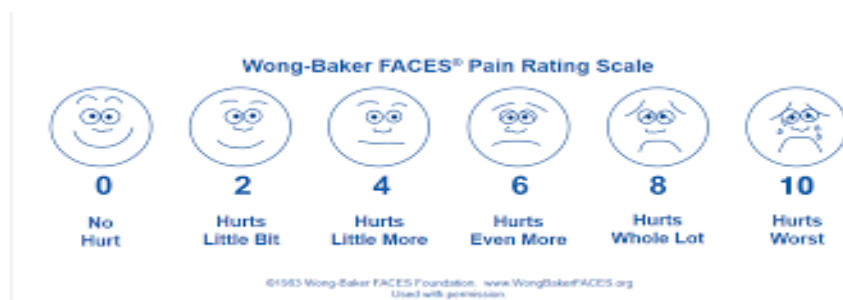 Wong-Baker FACES® Pain Rating Scale
0 2 4 6 8 10
No Hurts Hurts Hurts Hurts Hurts
Hurt Little Bit Little More Even More Whole Lot Worst
©1983 Wong-Baker FACES Foundation. www.WongBakerFACES.org
Used with permission.